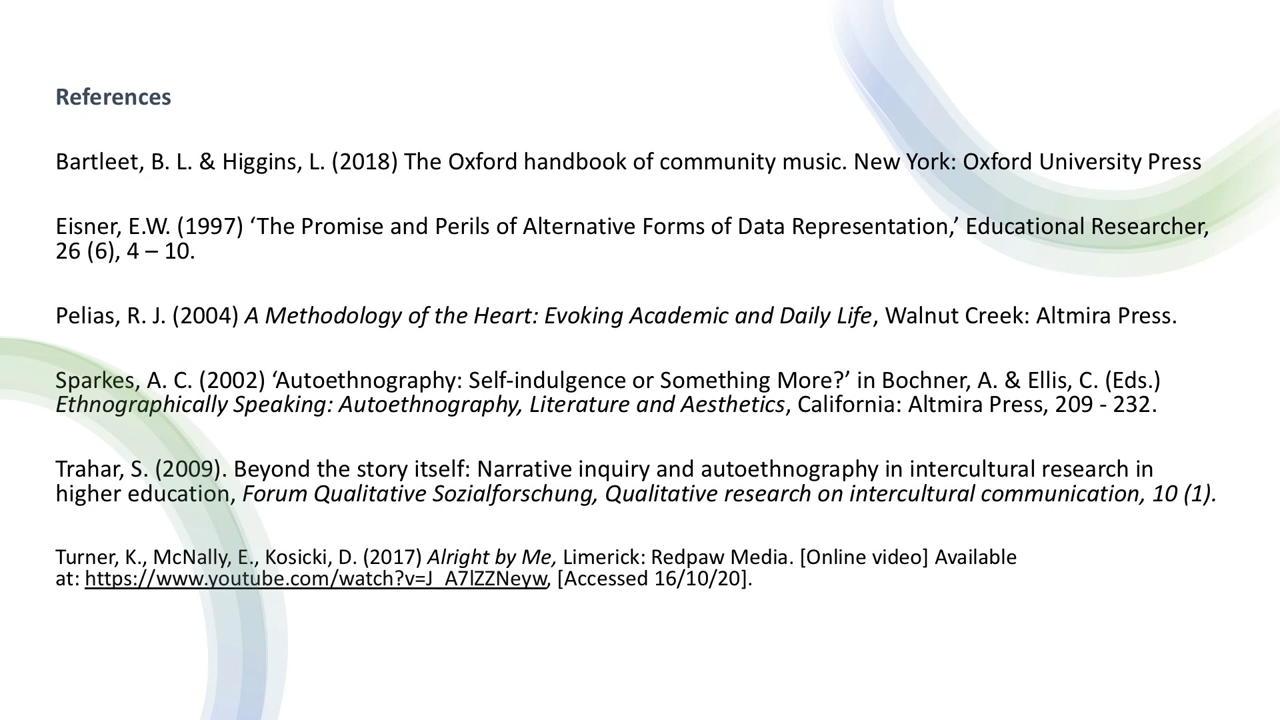 References
Bartleet, B. L. & Higgins, L. (2018) The Oxford handbook of community music. New York: Oxford University Press
Eisner, E.W. (1997) ‘The Promise and Perils of Alternative Forms of Data Representation,’ Educational Researcher,
26 (6), 4 – 10.
Pelias, R. J. (2004) A Methodology of the Heart: Evoking Academic and Daily Life, Walnut Creek: Altmira Press.
Sparkes, A. C. (2002) ‘Autoethnography: Self-indulgence or Something More?’ in Bochner, A. & Ellis, C. (Eds.)
Ethnographically Speaking: Autoethnography, Literature and Aesthetics, California: Altmira Press, 209 - 232.
Trahar, S. (2009). Beyond the story itself: Narrative inquiry and autoethnography in intercultural research in
higher education, Forum Qualitative Sozialforschung, Qualitative research on intercultural communication, 10 (1).
Turner, K., McNally, E., Kosicki, D. (2017) Alright by Me, Limerick: Redpaw Media. [Online video] Available
at: https://www.youtube.com/watch?v=J_A7lZZNeyw, [Accessed 16/10/20].